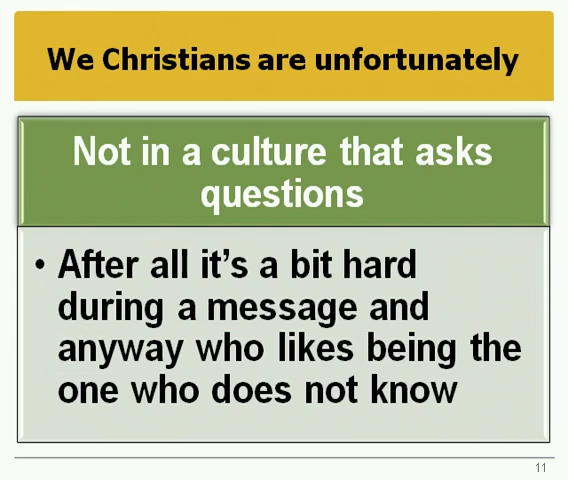 We Christians are unfortunately
Not in a culture that asks
questions
• After all it's a bit hard
during a message and
anyway who likes being the
one who does not know
11